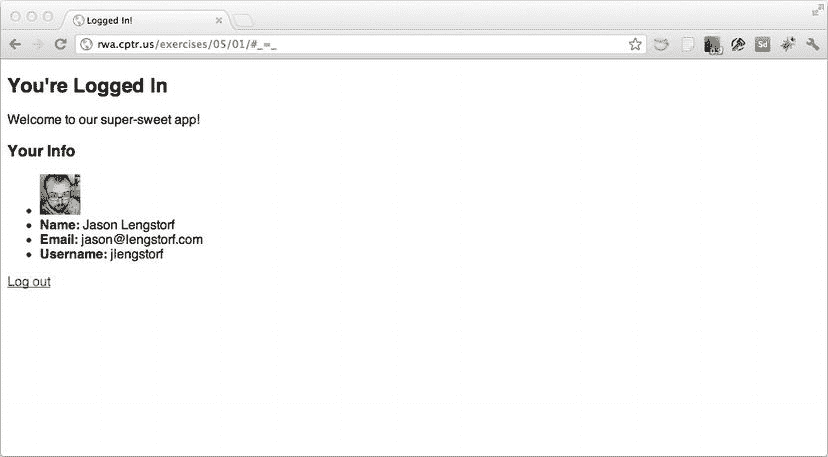 Logged In!
rwa.cptr.us/exercises/05/01/#_=_
Sd
You're Logged In
Welcome to our super-sweet app!
Your Info
Name: Jason Lengstorf
Email: jason@lengstorf.com
Username: jlengstorf
Log out